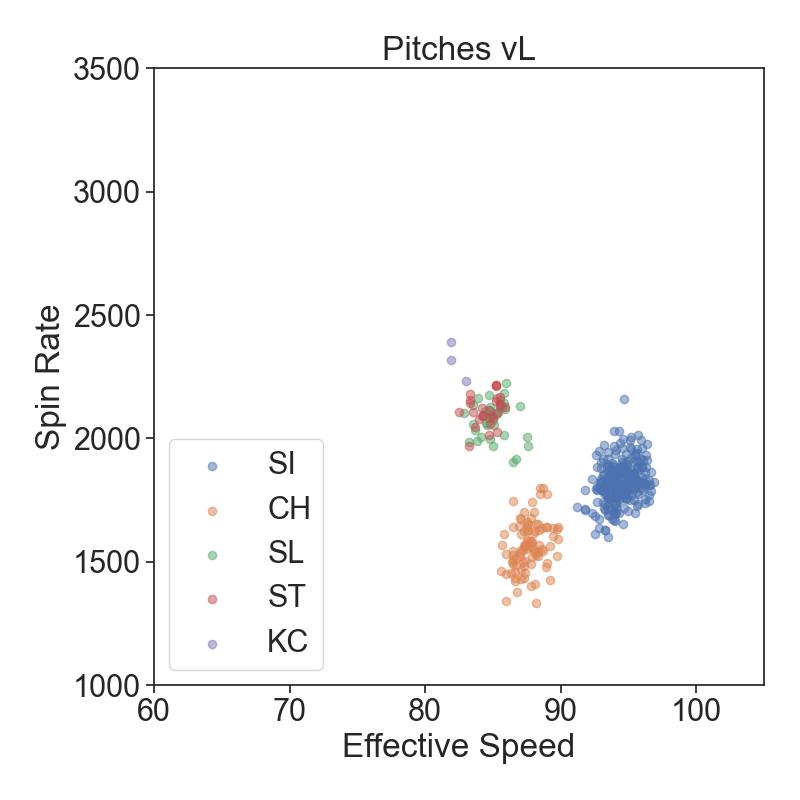 Pitches vL
3500
3000
2500
2000
1500
1000
Spin Rate
SI
CH
SL
ST
KC
60 70 80 90 100
Effective Speed